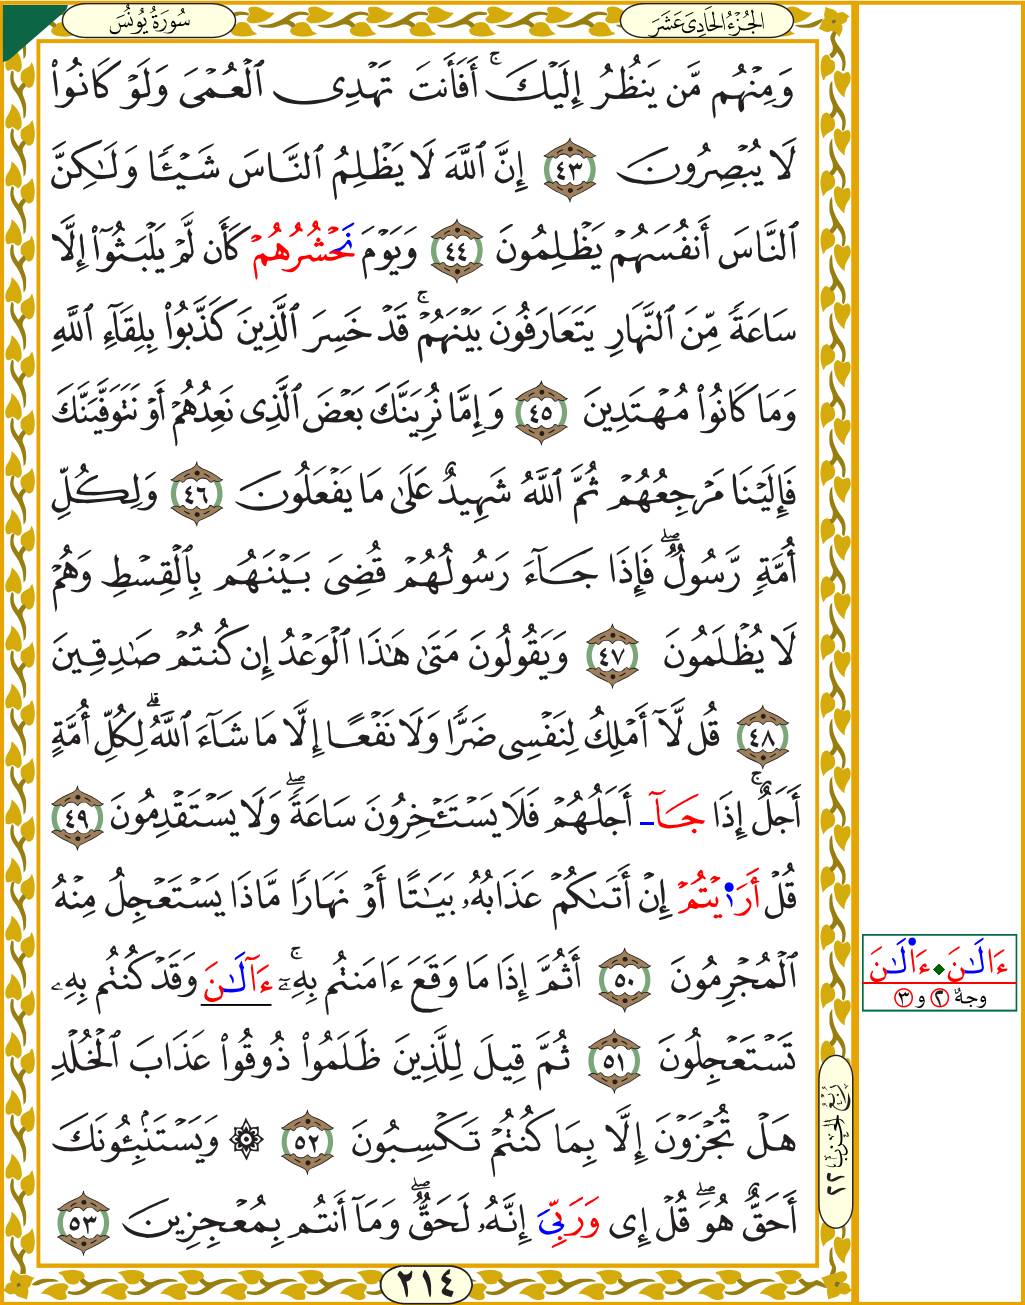 سُورَةُ يُونُسَ
الجُزْءُ الحَادِىَ عَشَرَ
وَمِنْهُم مَّن يَنظُرُ إِلَيْكَ ۚ أَفَأَنتَ تَهْدِى ٱلْعُمْىَ وَلَوْ كَانُوا۟
لَا يُبْصِرُونَ ٤٣ إِنَّ ٱللَّهَ لَا يَظْلِمُ ٱلنَّاسَ شَيْـًٔا وَلَـٰكِنَّ
ٱلنَّاسَ أَنفُسَهُمْ يَظْلِمُونَ ٤٤ وَيَوْمَ نَحْشُرُهُمْ كَأَن لَّمْ يَلْبَثُوٓا۟ إِلَّا
سَاعَةً مِّنَ ٱلنَّهَارِ يَتَعَارَفُونَ بَيْنَهُمْ ۚ قَدْ خَسِرَ ٱلَّذِينَ كَذَّبُوا۟ بِلِقَآءِ ٱللَّهِ
وَمَا كَانُوا۟ مُهْتَدِينَ ٤٥ وَإِمَّا نُرِيَنَّكَ بَعْضَ ٱلَّذِى نَعِدُهُمْ أَوْ نَتَوَفَّيَنَّكَ
فَإِلَيْنَا مَرْجِعُهُمْ ثُمَّ ٱللَّهُ شَهِيدٌ عَلَىٰ مَا يَفْعَلُونَ ٤٦ وَلِكُلِّ
أُمَّةٍ رَّسُولٌ ۖ فَإِذَا جَآءَ رَسُولُهُمْ قُضِىَ بَيْنَهُم بِٱلْقِسْطِ وَهُمْ
لَا يُظْلَمُونَ ٤٧ وَيَقُولُونَ مَتَىٰ هَـٰذَا ٱلْوَعْدُ إِن كُنتُمْ صَـٰدِقِينَ
٤٨ قُل لَّآ أَمْلِكُ لِنَفْسِى ضَرًّا وَلَا نَفْعًا إِلَّا مَا شَآءَ ٱللَّهُ ۗ لِكُلِّ أُمَّةٍ
أَجَلٌ ۚ إِذَا جَآ أَجَلُهُمْ فَلَا يَسْتَـْٔخِرُونَ سَاعَةً ۖ وَلَا يَسْتَقْدِمُونَ ٤٩
قُلْ أَرَٰيْتُمْ إِنْ أَتَىٰكُمْ عَذَابُهُۥ بَيَـٰتًا أَوْ نَهَارًا مَّاذَا يَسْتَعْجِلُ مِنْهُ
ٱلْمُجْرِمُونَ ٥٠ أَثُمَّ إِذَا مَا وَقَعَ ءَامَنتُم بِهِۦٓ ۚ ءَآلَـٰنَ وَقَدْ كُنتُم بِهِۦ
تَسْتَعْجِلُونَ ٥١ ثُمَّ قِيلَ لِلَّذِينَ ظَلَمُوا۟ ذُوقُوا۟ عَذَابَ ٱلْخُلْدِ
هَلْ تُجْزَوْنَ إِلَّا بِمَا كُنتُمْ تَكْسِبُونَ ٥٢ ۞ وَيَسْتَنۢبِـُٔونَكَ
أَحَقٌّ هُوَ ۖ قُلْ إِى وَرَبِّىَ إِنَّهُۥ لَحَقٌّ ۖ وَمَآ أَنتُم بِمُعْجِزِينَ ٥٣
ءَالَـٰنَ ◆ ءَا۬لَـٰنَ
وجهٌ ٢ و ٣
رُبْعُ الحِزْبُ ٢٢
٢١٤